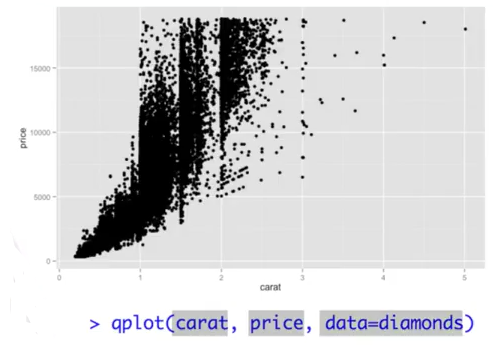 15000
10000
5000
0
price
0 1 2 3 4 5
carat
> qplot(carat, price, data=diamonds)